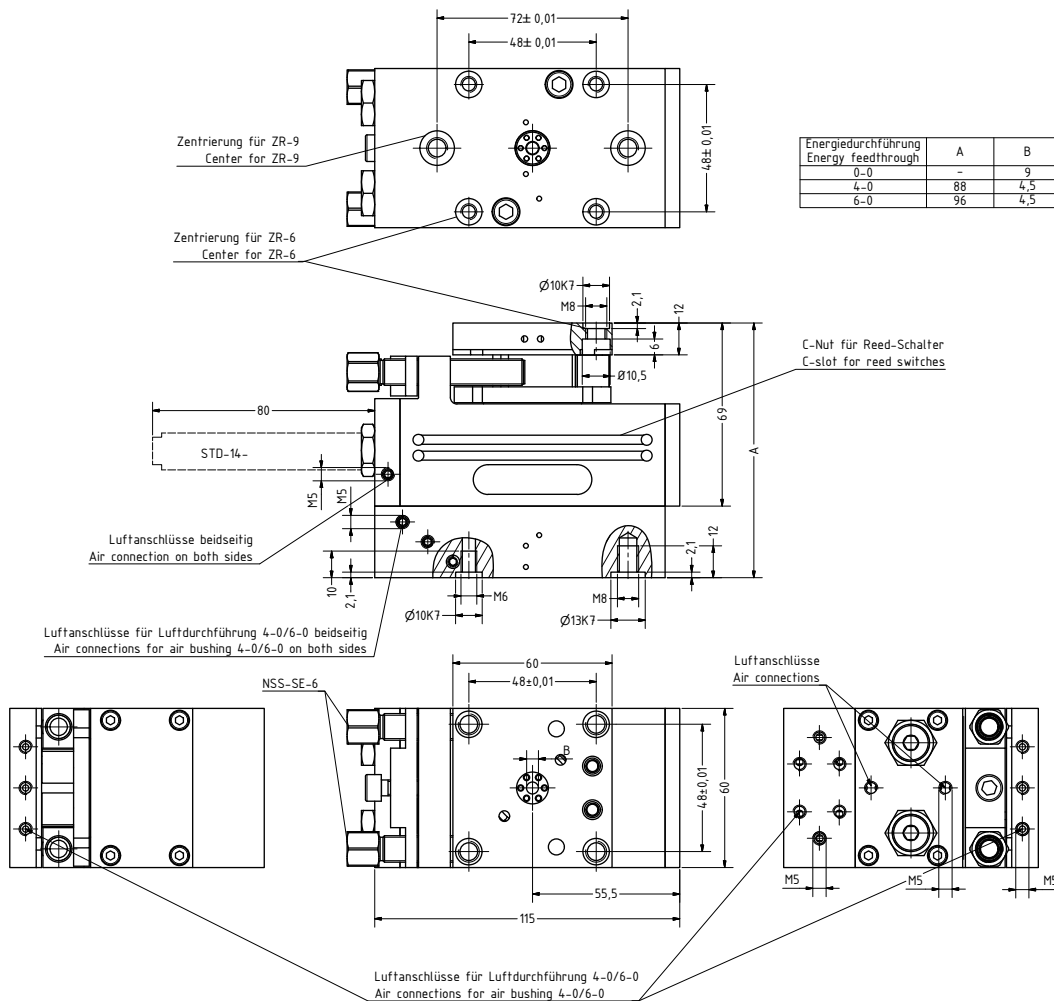 72± 0,01
48± 0,01
48± 0,01
Zentrierung für ZR-9
Center for ZR-9
Energiedurchführung
Energy feedthrough
A
B
0-0
-
9
4-0
88
4,5
6-0
96
4,5
Zentrierung für ZR-6
Center for ZR-6
Ø10K7
M8
2,1
12
6
Ø10,5
C-Nut für Reed-Schalter
C-slot for reed switches
80
STD-14-
69
A
M5
M5
Luftanschlüsse beidseitig
Air connection on both sides
10
2,1
M6
Ø10K7
M8
Ø13K7
2,1
12
Luftanschlüsse für Luftdurchführung 4-0/6-0 beidseitig
Air connections for air bushing 4-0/6-0 on both sides
NSS-SE-6
60
48±0,01
B
48±0,01
60
55,5
115
Luftanschlüsse
Air connections
M5
M5
M5
Luftanschlüsse für Luftdurchführung 4-0/6-0
Air connections for air bushing 4-0/6-0